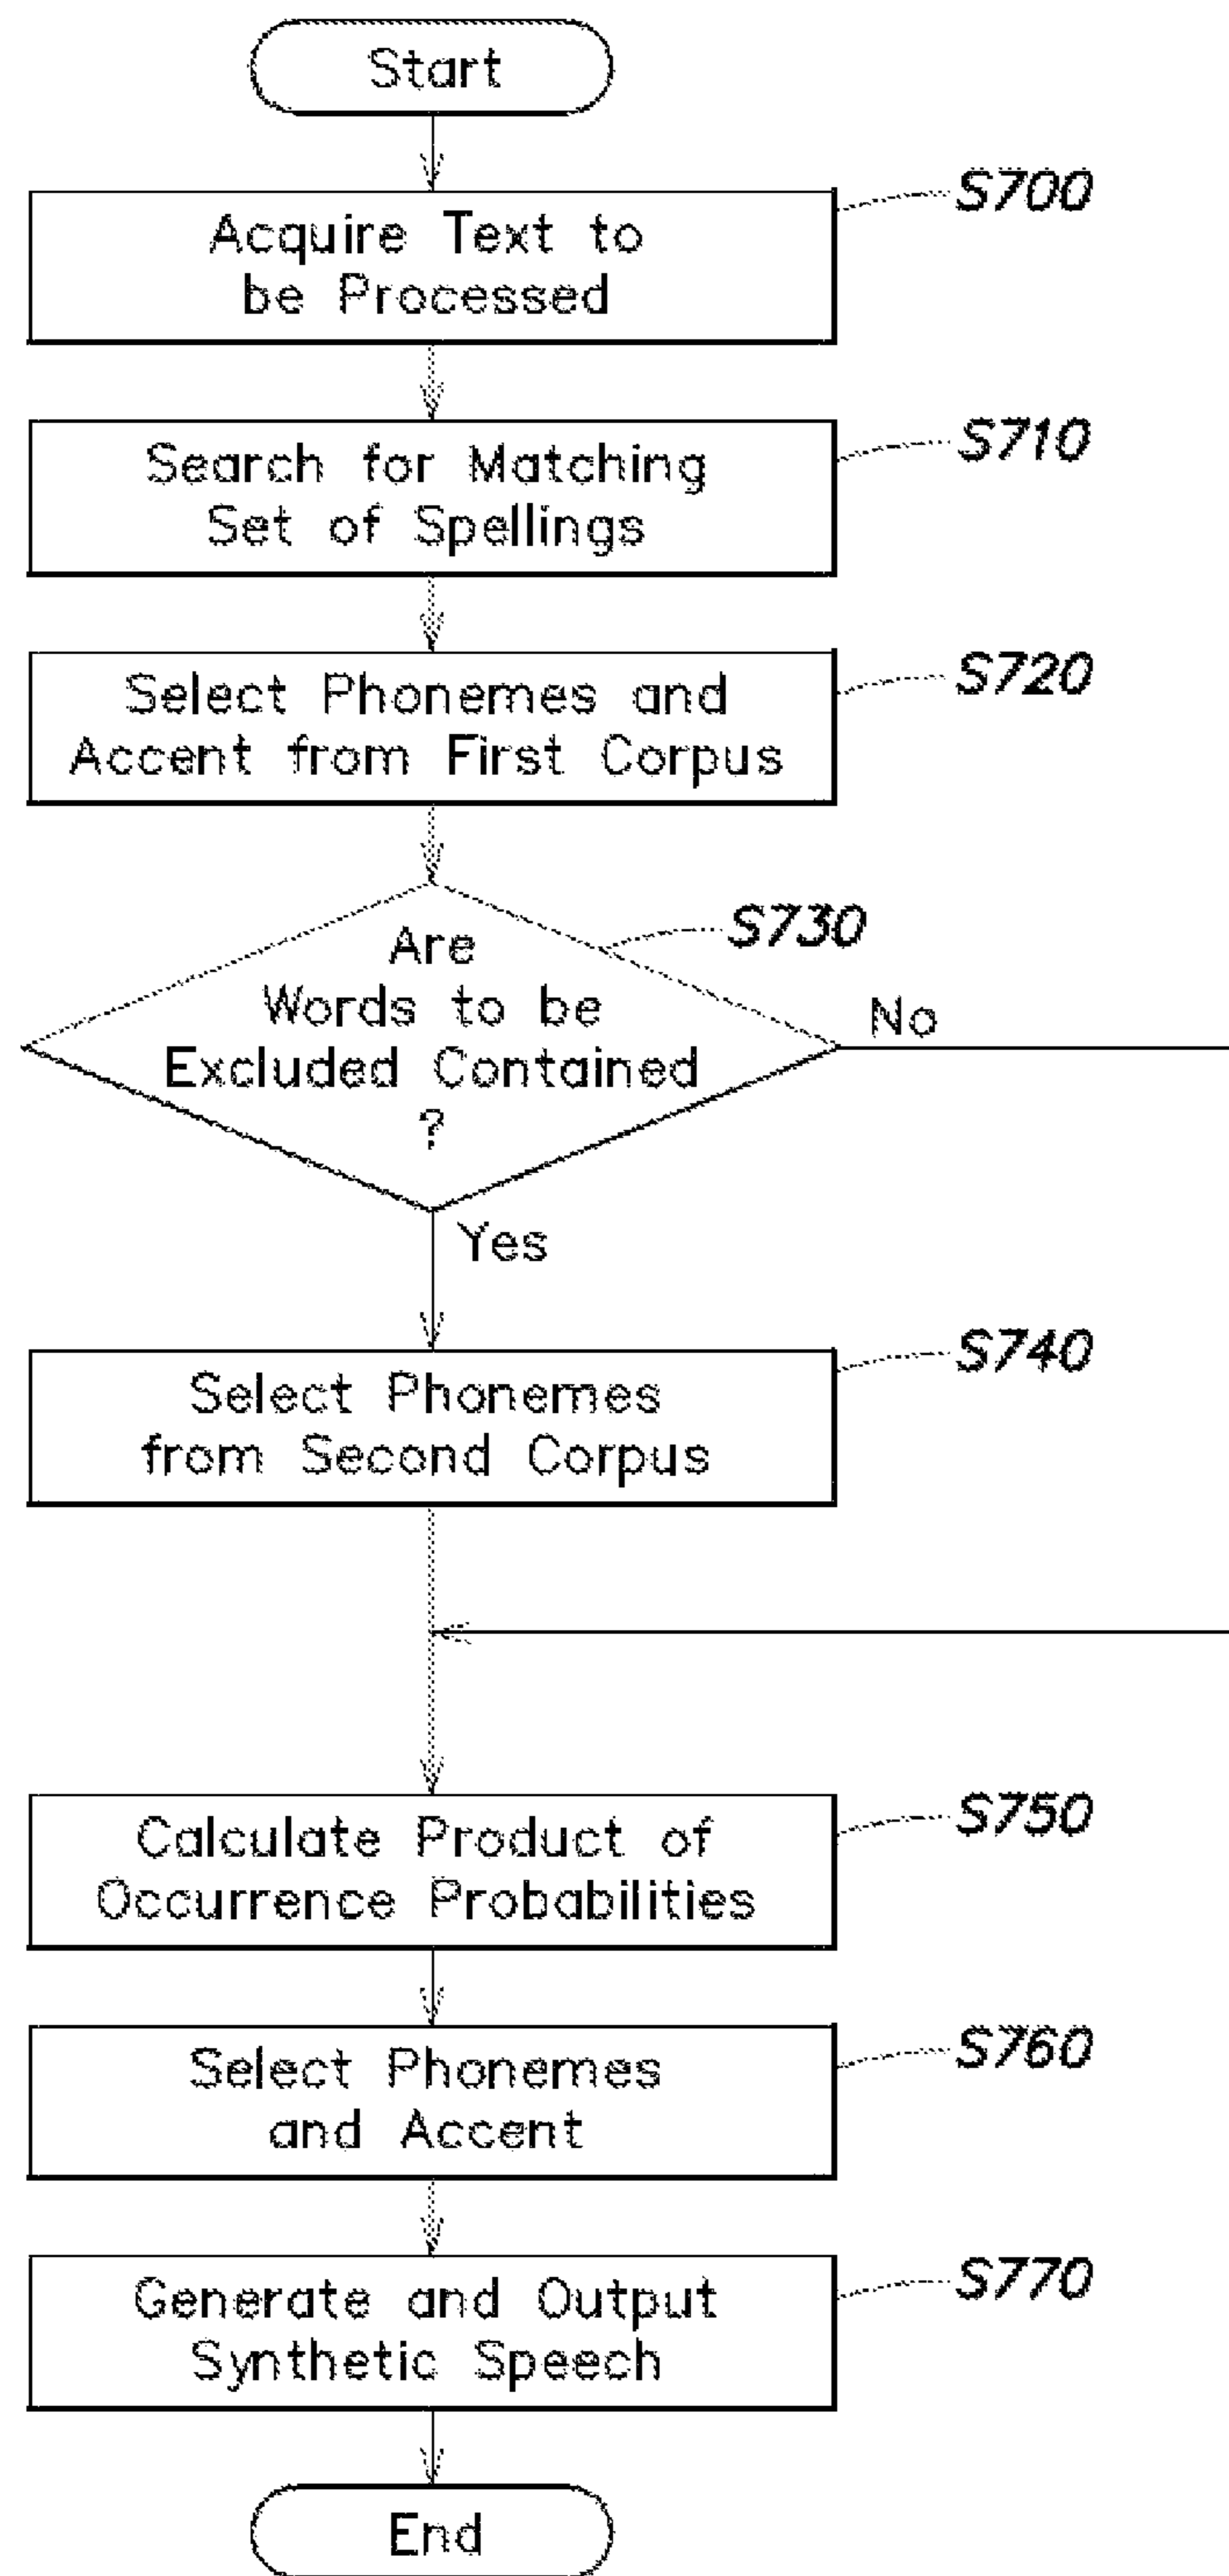 Start
S700
Acquire Text to
be Processed
S710
Search for Matching
Set of Spellings
S720
Select Phonemes and
Accent from First Corpus
S730
Are
Words to be
Excluded Contained
?
No
Yes
S740
Select Phonemes
from Second Corpus
S750
Calculate Product of
Occurrence Probabilities
S760
Select Phonemes
and Accent
S770
Generate and Output
Synthetic Speech
End